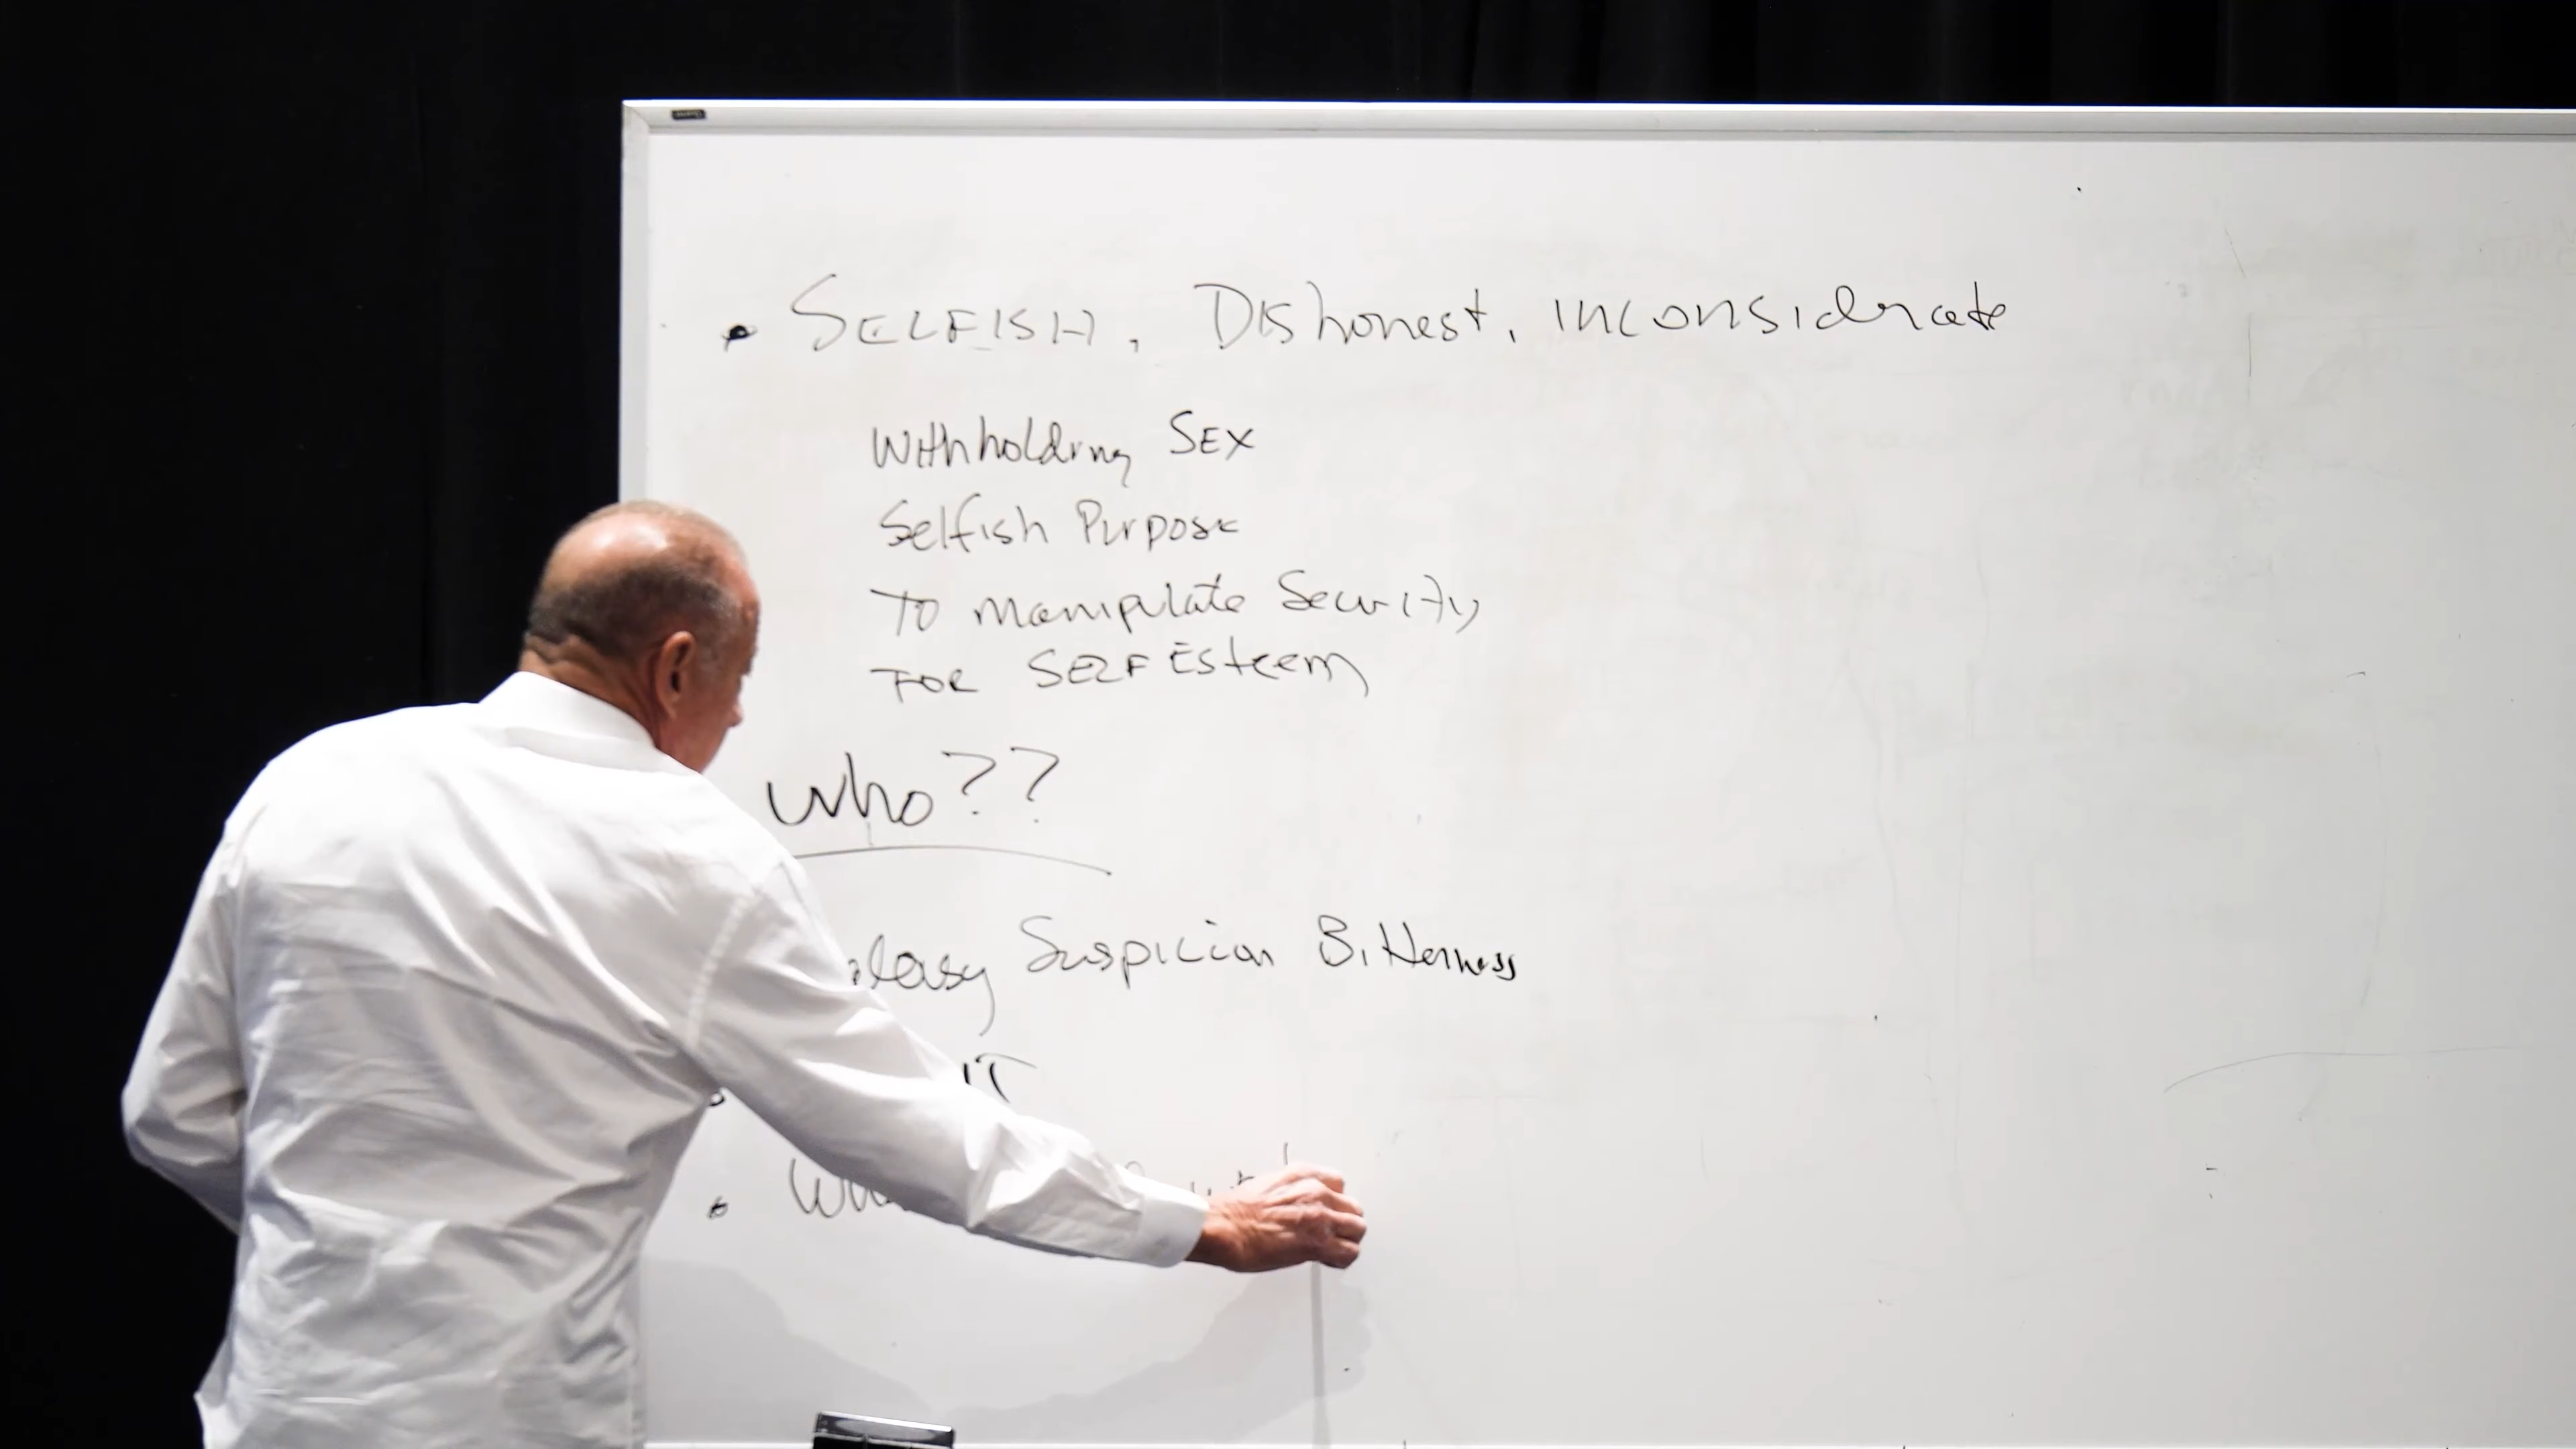 • SELFISH, Dishonest, inconsiderate
Withholding SEX
Selfish Purpose
TO Manipulate Security
FOR SELF Esteem
Who??
Suspicion Bitterness